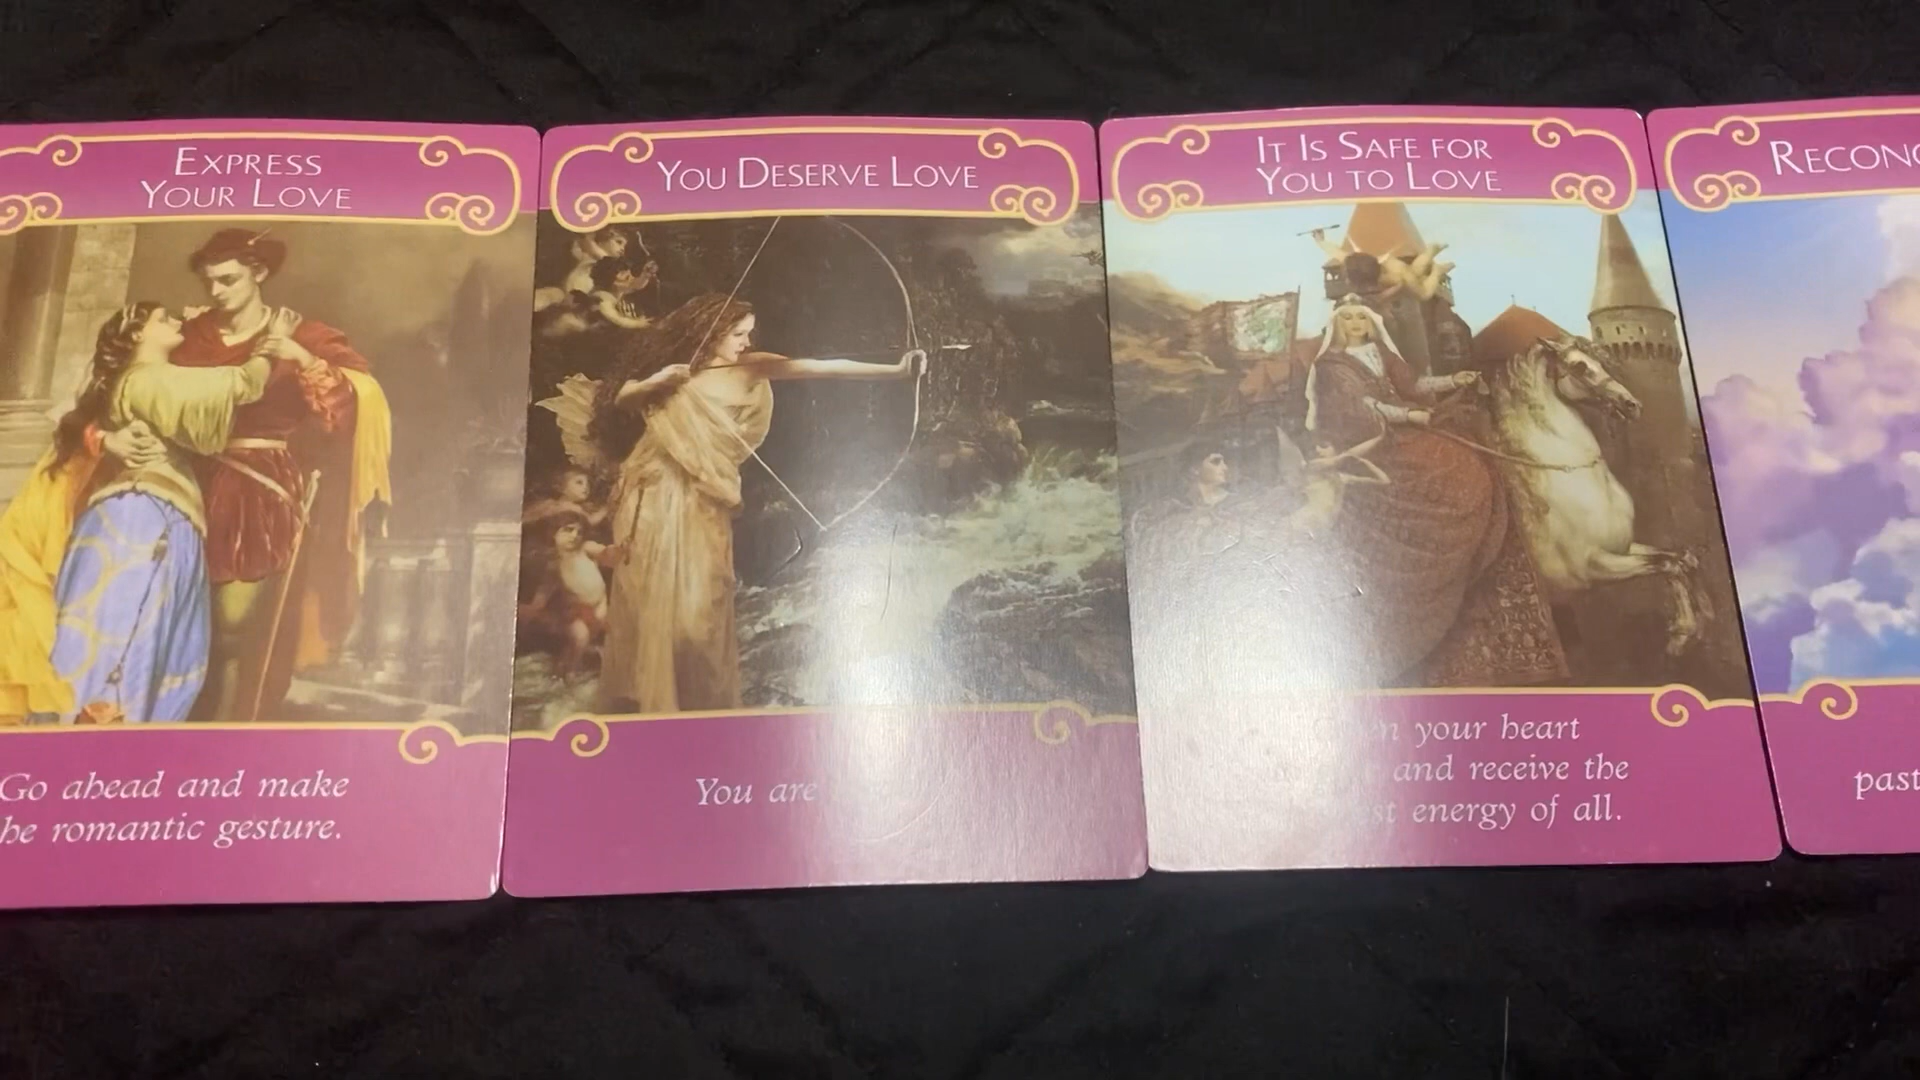 EXPRESS
YOUR LOVE
Go ahead and make
he romantic gesture.
YOU DESERVE LOVE
You are
IT IS SAFE FOR
YOU TO LOVE
your heart
and receive the
energy of all.
past